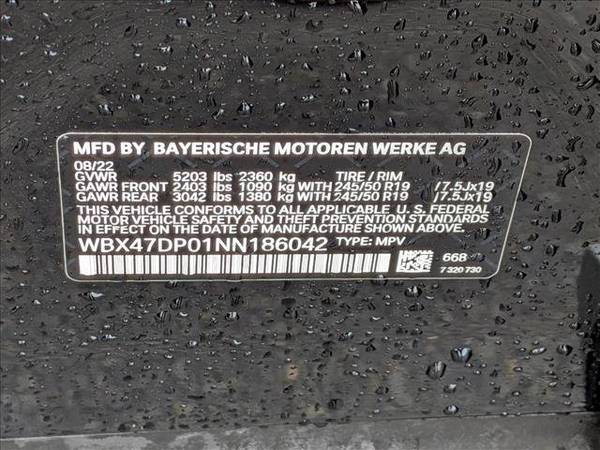 MFD BY BAYERISCHE MOTOREN WERKE AG
08/22
GVWR 5203 lbs 2360 kg TIRE / RIM
GAWR FRONT 2403 lbs 1090 kg WITH 245/50 R19 /7.5Jx19
GAWR REAR 3042 lbs 1380 kg WITH 245/50 R19 /7.5Jx19
THIS VEHICLE CONFORMS TO ALL APPLICABLE U. S. FEDERAL
MOTOR VEHICLE SAFETY AND THEFT PREVENTION STANDARDS
IN EFFECT ON THE DATE OF MANUFACTURE SHOWN ABOVE.
WBX47DP01NN186042 TYPE: MPV
668
7 320 730